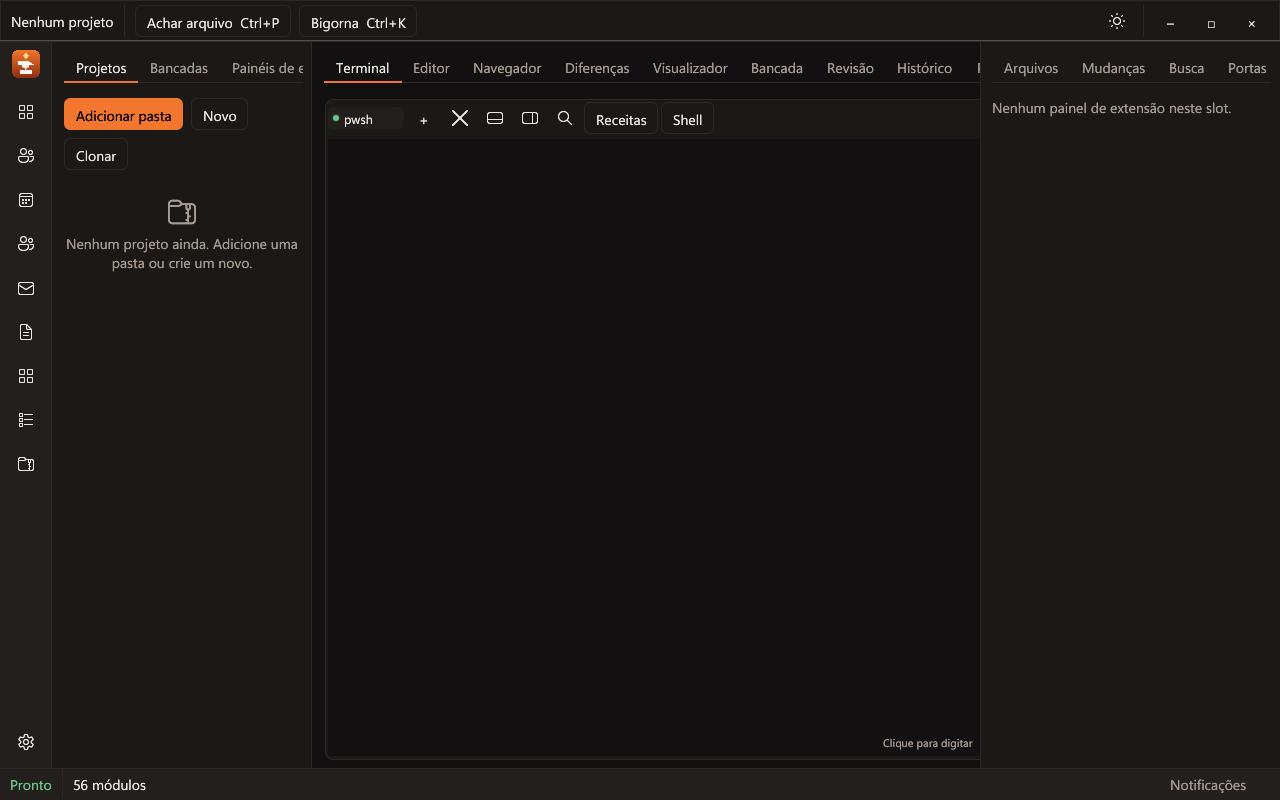 Nenhum projeto
Achar arquivo Ctrl+P
Bigorna Ctrl+K
Projetos
Bancadas
Painéis de e
Terminal
Editor
Navegador
Diferenças
Visualizador
Bancada
Revisão
Histórico
Arquivos
Mudanças
Busca
Portas
Adicionar pasta
Novo
Clonar
Nenhum projeto ainda. Adicione uma
pasta ou crie um novo.
pwsh
+
Receitas
Shell
Nenhum painel de extensão neste slot.
Clique para digitar
Pronto
56 módulos
Notificações